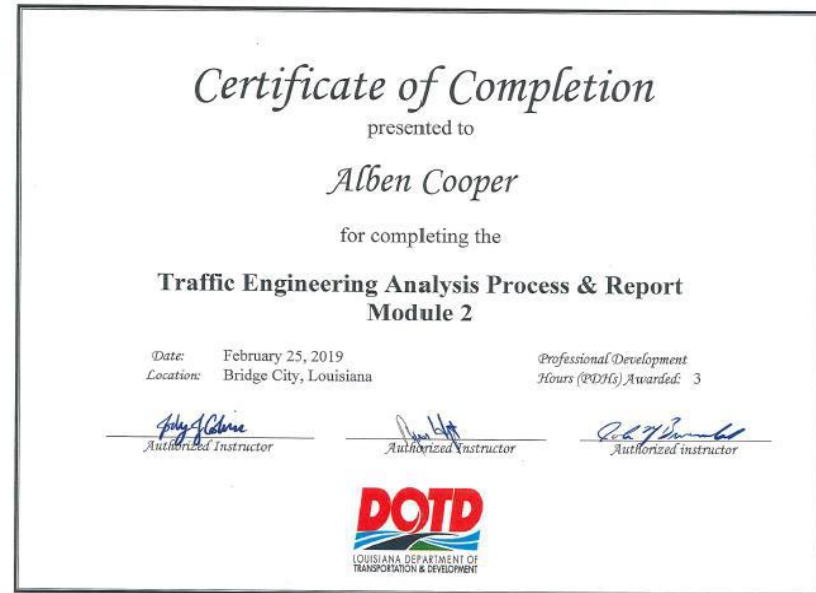 Certificate of Completion
presented to
Alben Cooper
for completing the
Traffic Engineering Analysis Process & Report
Module 2
Date: February 25, 2019
Location: Bridge City, Louisiana
Professional Development
Hours (PDHs) Awarded: 3
Authorized Instructor
Authorized Instructor
Authorized instructor
DOTD
LOUISIANA DEPARTMENT OF
TRANSPORTATION & DEVELOPMENT